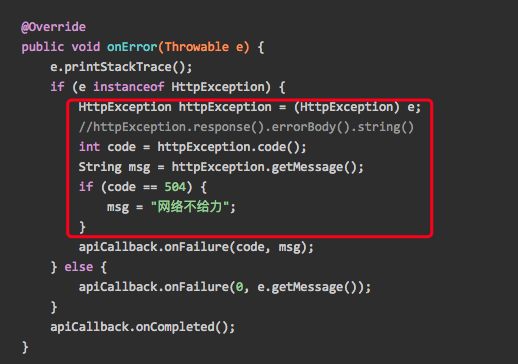 @Override
public void onError(Throwable e) {
    e.printStackTrace();
    if (e instanceof HttpException) {
        HttpException httpException = (HttpException) e;
        //httpException.response().errorBody().string()
        int code = httpException.code();
        String msg = httpException.getMessage();
        if (code == 504) {
            msg = "网络不给力";
        }
        apiCallback.onFailure(code, msg);
    } else {
        apiCallback.onFailure(0, e.getMessage());
    }
    apiCallback.onCompleted();
}